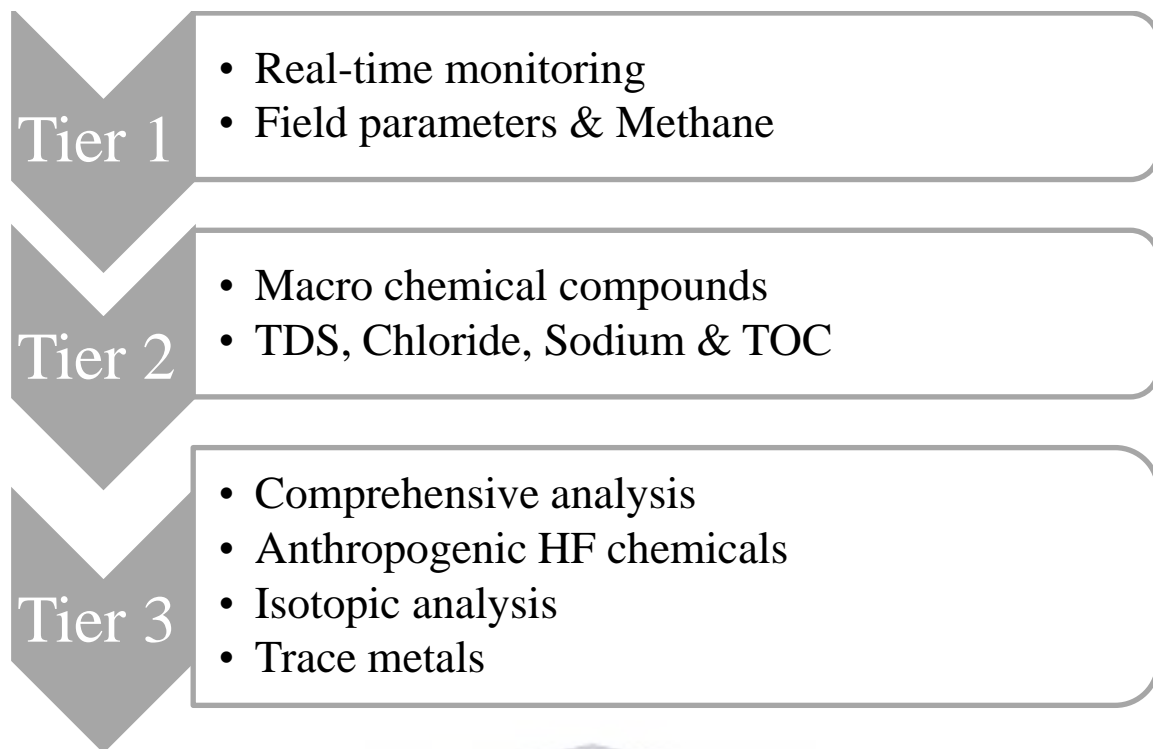 Tier 1
• Real-time monitoring
• Field parameters & Methane
Tier 2
• Macro chemical compounds
• TDS, Chloride, Sodium & TOC
Tier 3
• Comprehensive analysis
• Anthropogenic HF chemicals
• Isotopic analysis
• Trace metals